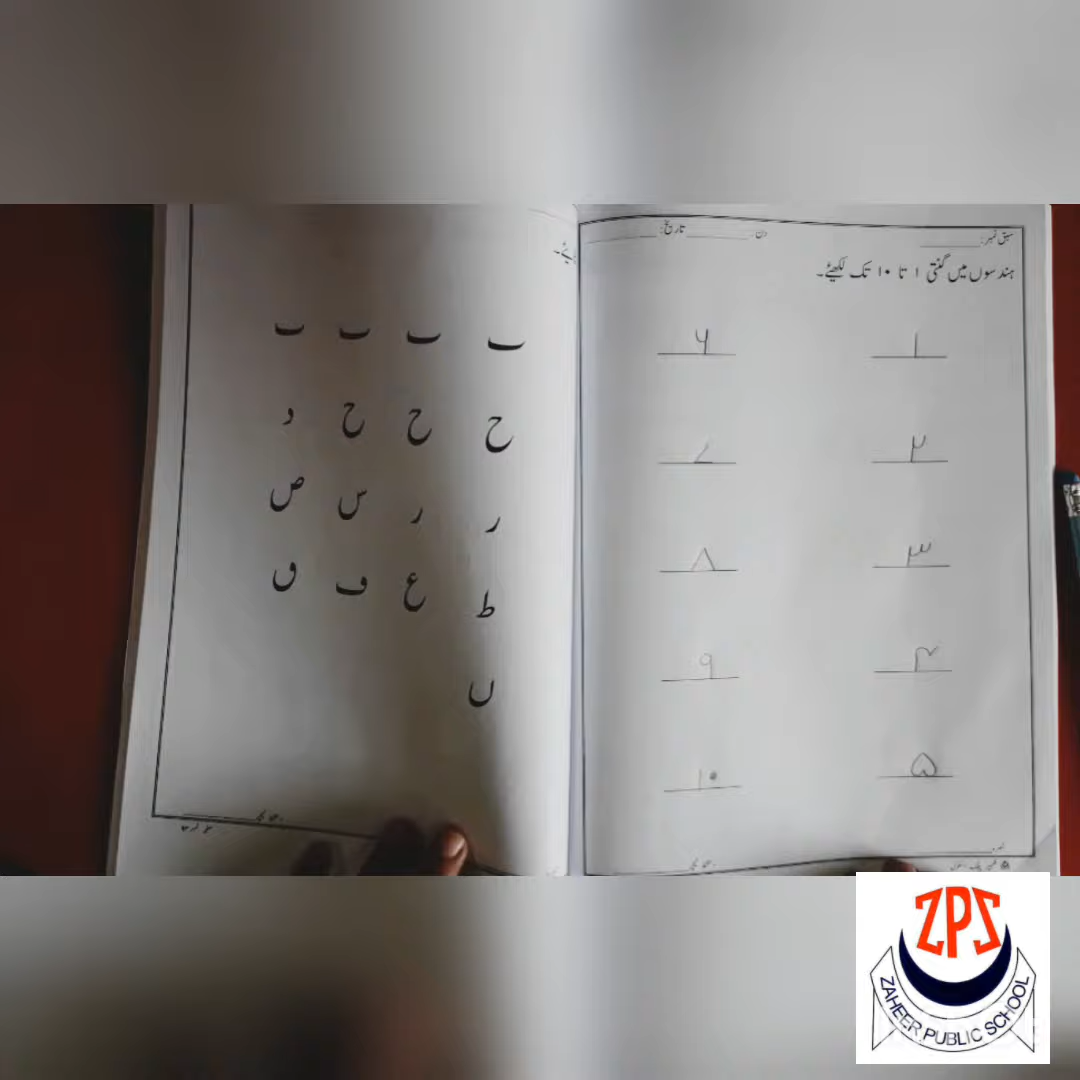 سبق نمبر: دن: تاریخ:
ہندسوں میں گنتی ۱ تا ۱۰ تک لکھئے۔
۱ ۶
۲ ۷
۳ ۸
۴ ۹
۵ ۱۰
ٮ ٮ ٮ ٮ
ح ح ح د
ر ر س ص
ط ع ڡ ٯ
ں
ZPS
ZAHEER PUBLIC SCHOOL